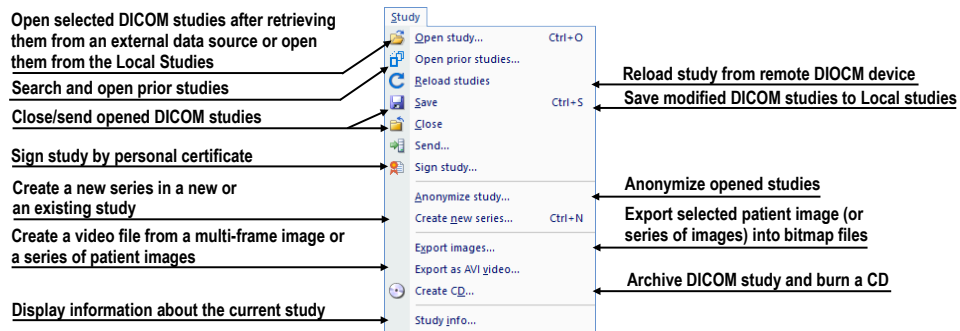 Open selected DICOM studies after retrieving
them from an external data source or open
them from the Local Studies
Search and open prior studies
Close/send opened DICOM studies
Sign study by personal certificate
Create a new series in a new or
an existing study
Create a video file from a multi-frame image or
a series of patient images
Display information about the current study
Study
Open study... Ctrl+O
Open prior studies...
Reload studies
Save Ctrl+S
Close
Send...
Sign study...
Anonymize study...
Create new series... Ctrl+N
Export images...
Export as AVI video...
Create CD...
Study info...
Reload study from remote DIOCM device
Save modified DICOM studies to Local studies
Anonymize opened studies
Export selected patient image (or
series of images) into bitmap files
Archive DICOM study and burn a CD